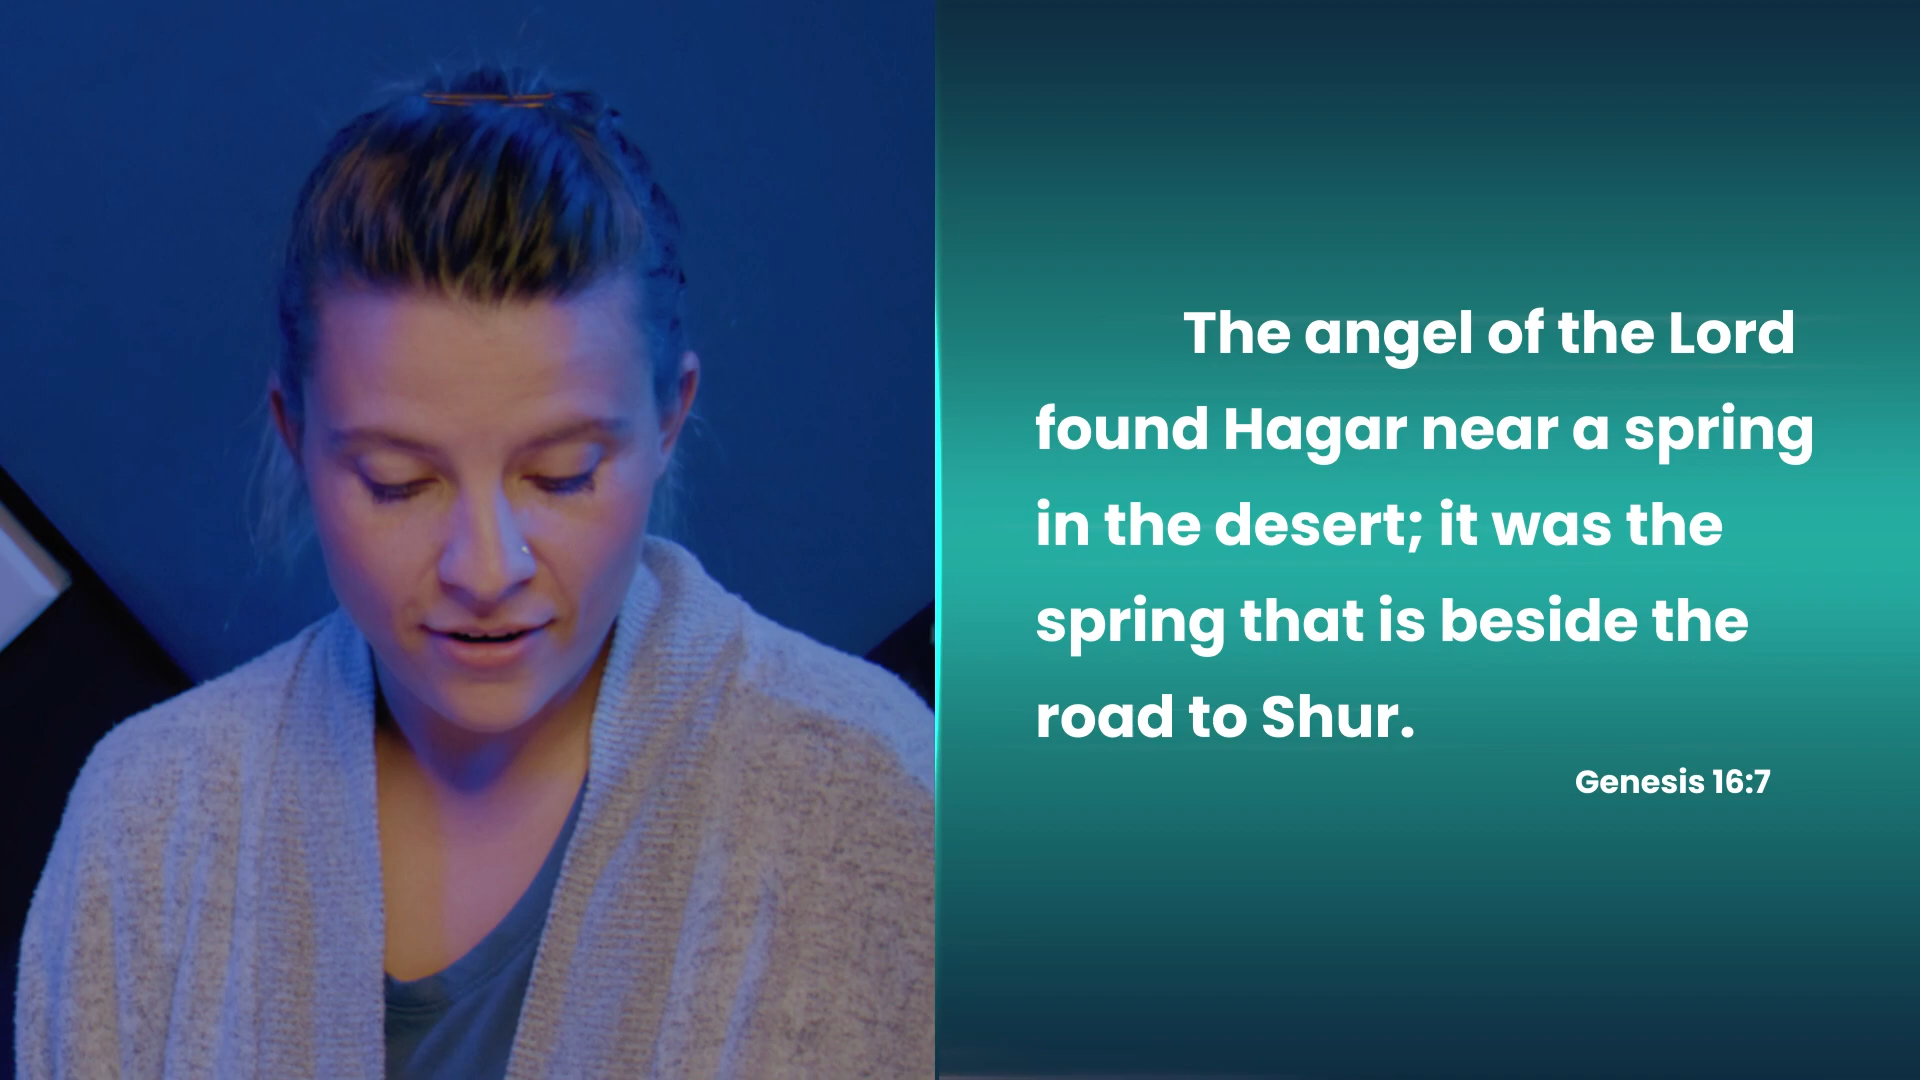 The angel of the Lord
found Hagar near a spring
in the desert; it was the
spring that is beside the
road to Shur.
Genesis 16:7